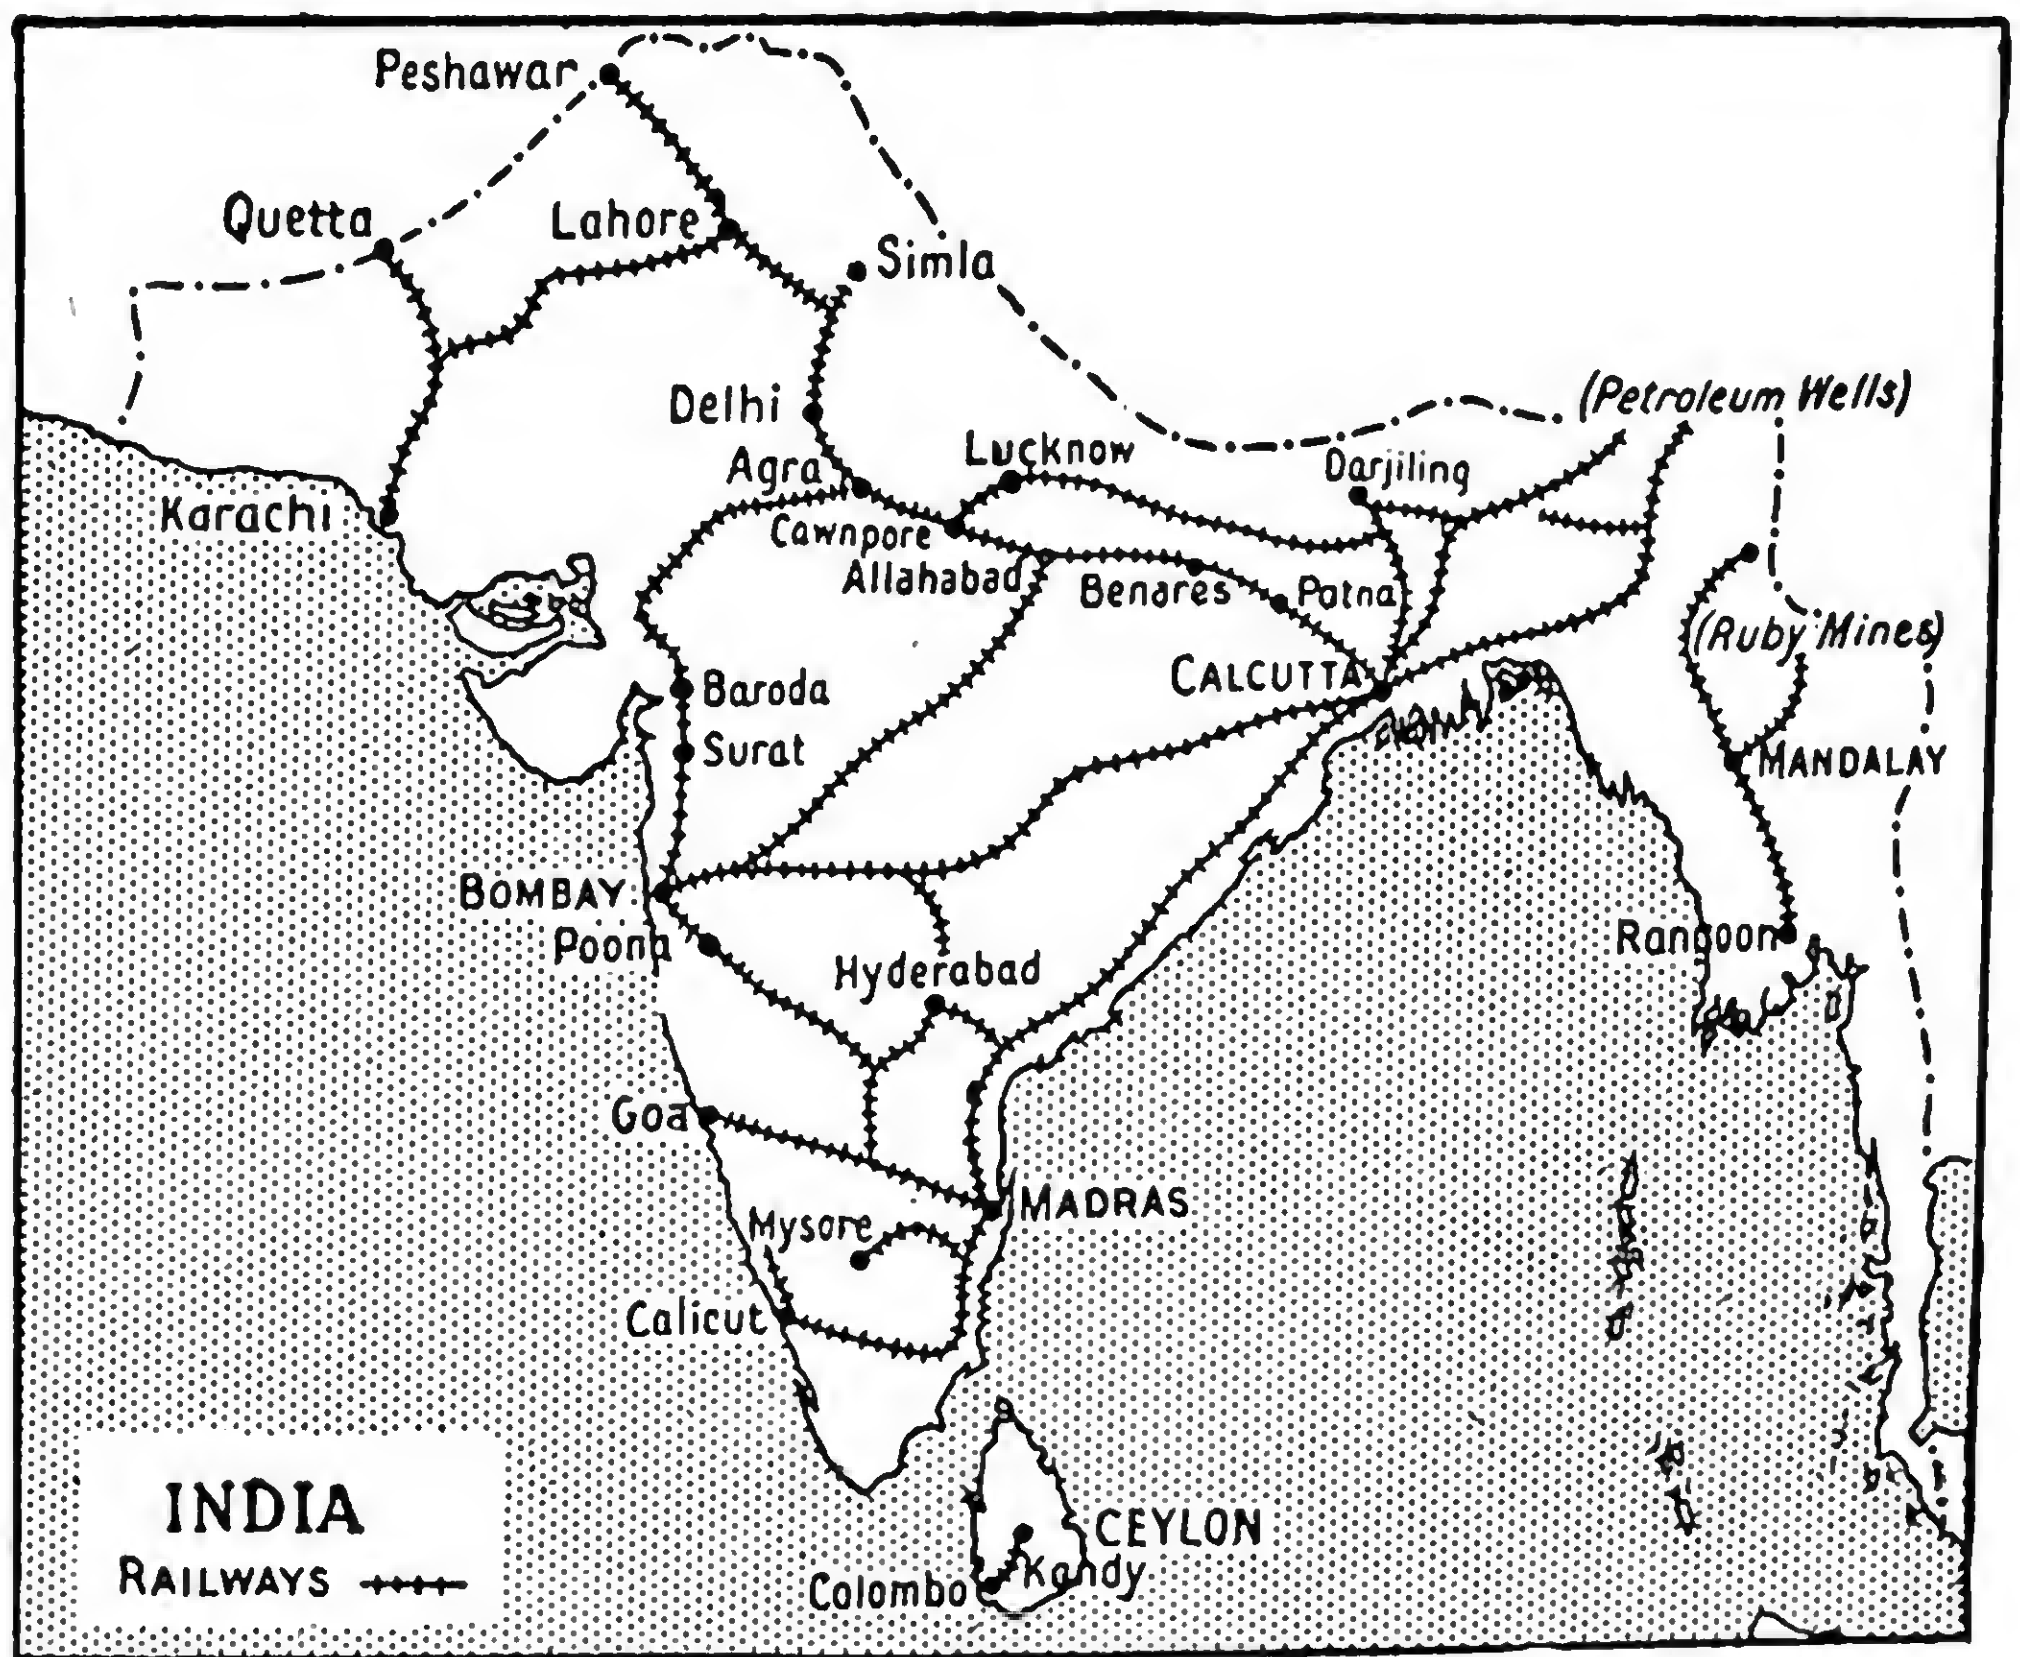 Peshawar
Quetta
Lahore
Simla
Delhi
(Petroleum Wells)
Agra
Lucknow
Darjiling
Karachi
Cawnpore
Allahabad
Benares
Patna
(Ruby Mines)
CALCUTTA
Baroda
Surat
MANDALAY
BOMBAY
Poona
Rangoon
Hyderabad
Goa
MADRAS
Mysore
Calicut
INDIA
RAILWAYS
CEYLON
Kandy
Colombo